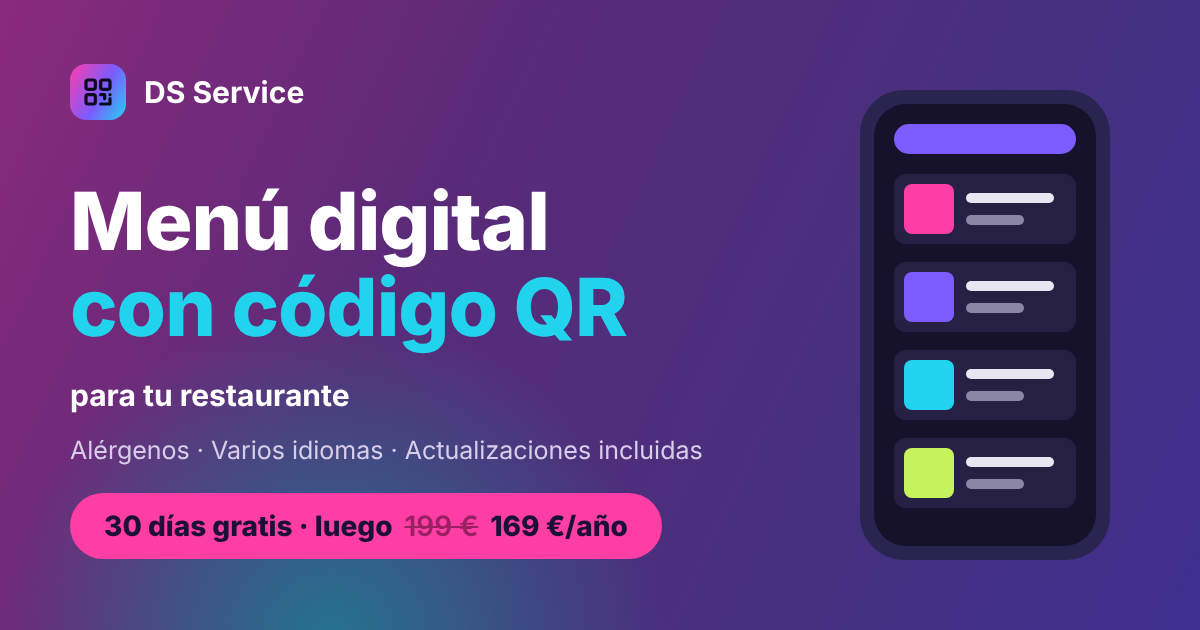 DS Service
Menú digital
con código QR
para tu restaurante
Alérgenos · Varios idiomas · Actualizaciones incluidas
30 días gratis · luego 199 € 169 €/año